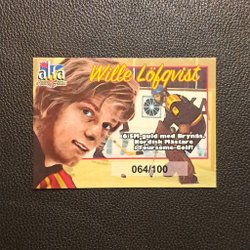 alfa
Wille Löfqvist
6 SM-guld med Brynäs.
Nordisk Mästare
i Foursome-Golf!
064/100